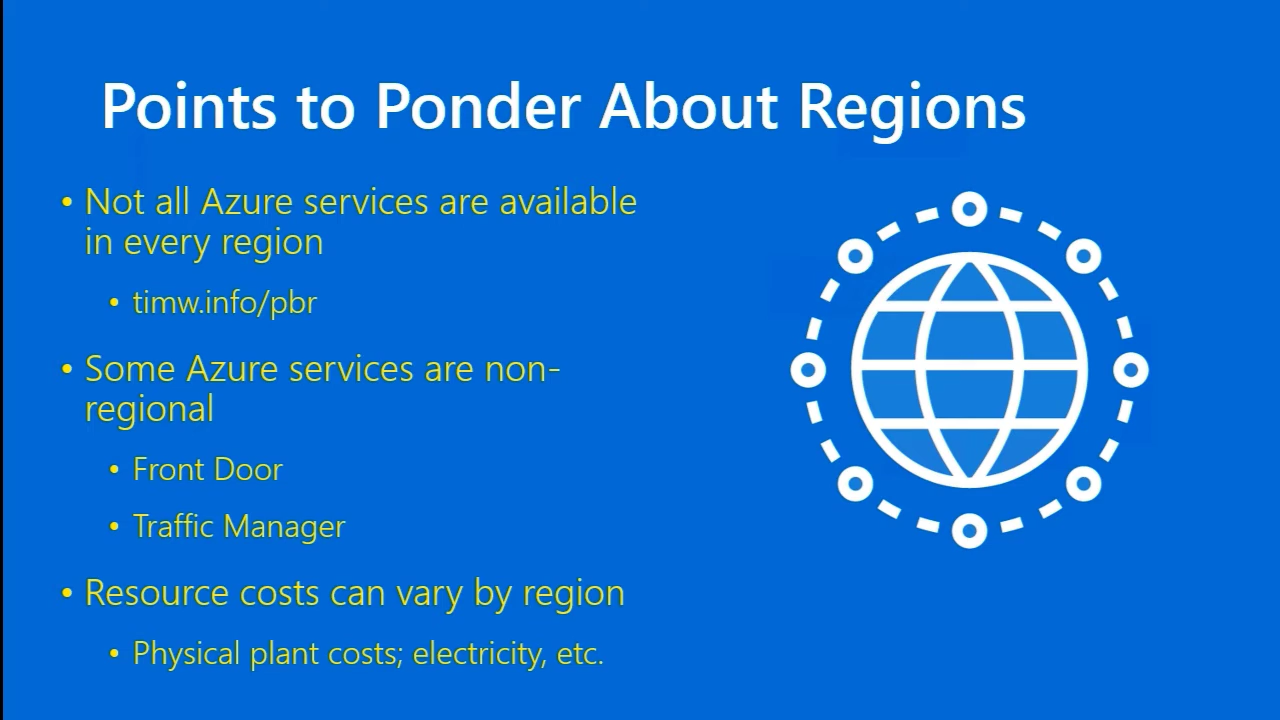 Points to Ponder About Regions
• Not all Azure services are available
in every region
• timw.info/pbr
• Some Azure services are non-
regional
• Front Door
• Traffic Manager
• Resource costs can vary by region
• Physical plant costs; electricity, etc.